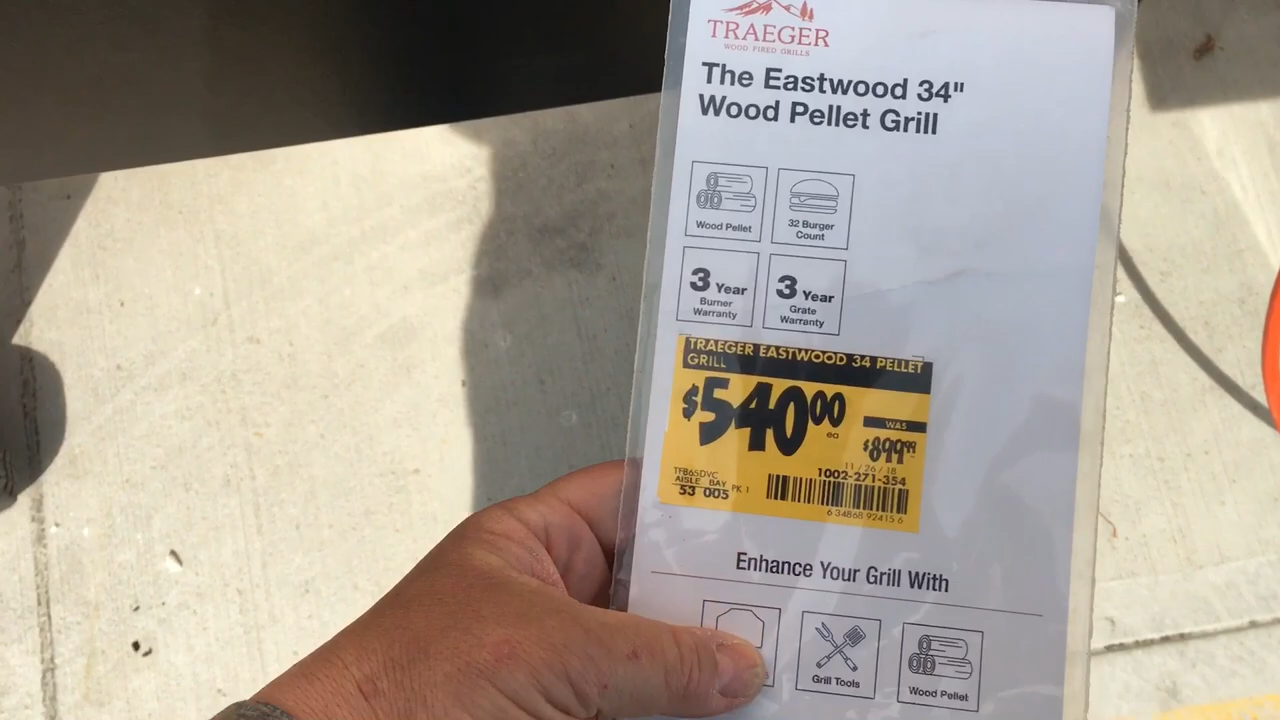 TRAEGER
WOOD FIRED GRILLS
The Eastwood 34"
Wood Pellet Grill
Wood Pellet
32 Burger
Count
3 Year
Burner
Warranty
3 Year
Grate
Warranty
TRAEGER EASTWOOD 34 PELLET
GRILL
$540.00
ea
WAS
$899.99
11/26/18
1002-271-354
TFB65DVC
AISLE BAY
53 005 PK 1
6 34868 92415 6
Enhance Your Grill With
Grill Tools
Wood Pellet